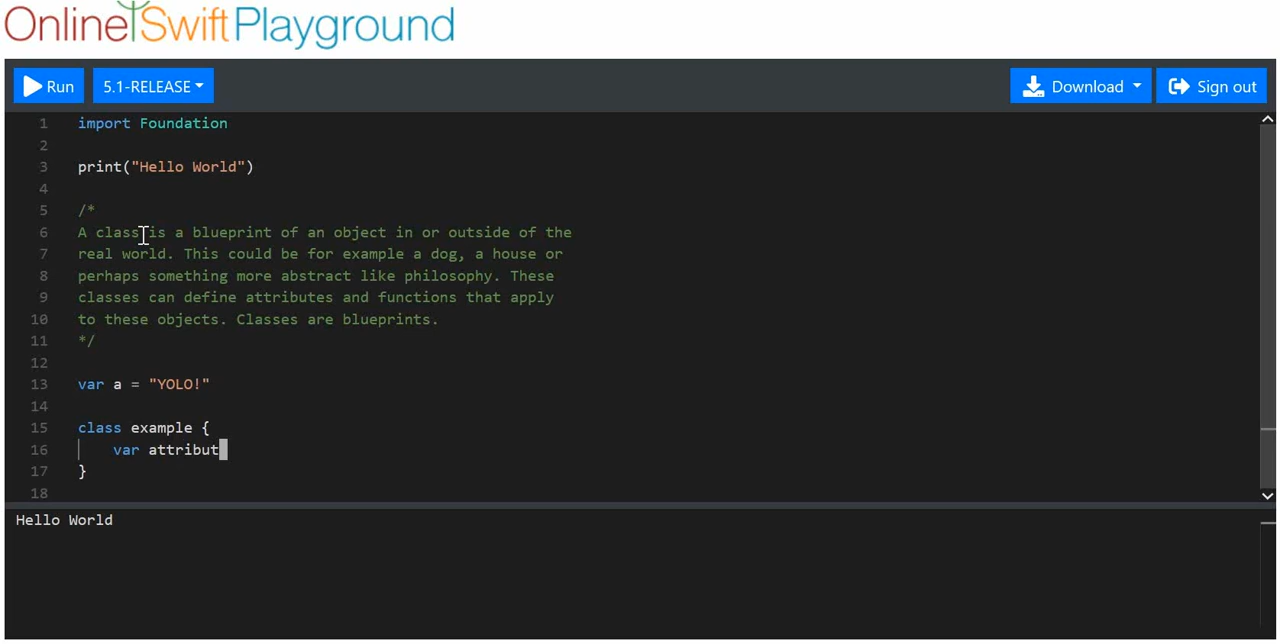 Online Swift Playground
Run 5.1-RELEASE Download Sign out
1 import Foundation
2
3 print("Hello World")
4
5 /*
6 A class is a blueprint of an object in or outside of the
7 real world. This could be for example a dog, a house or
8 perhaps something more abstract like philosophy. These
9 classes can define attributes and functions that apply
10 to these objects. Classes are blueprints.
11 */
12
13 var a = "YOLO!"
14
15 class example {
16 var attribut
17 }
18
Hello World